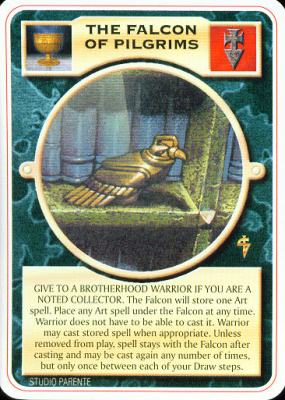 THE FALCON
OF PILGRIMS
GIVE TO A BROTHERHOOD WARRIOR IF YOU ARE A
NOTED COLLECTOR. The Falcon will store one Art
spell. Place any Art spell under the Falcon at any time.
Warrior does not have to be able to cast it. Warrior
may cast stored spell when appropriate. Unless
removed from play, spell stays with the Falcon after
casting and may be cast again any number of times,
but only once between each of your Draw steps.
STUDIO PARENTE